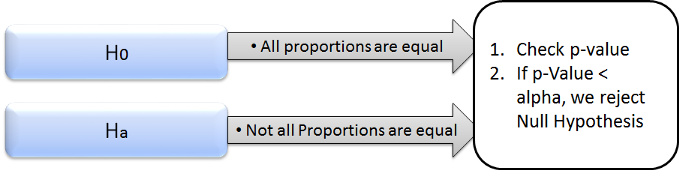 H0
• All proportions are equal
Ha
• Not all Proportions are equal
1. Check p-value
2. If p-Value <
alpha, we reject
Null Hypothesis